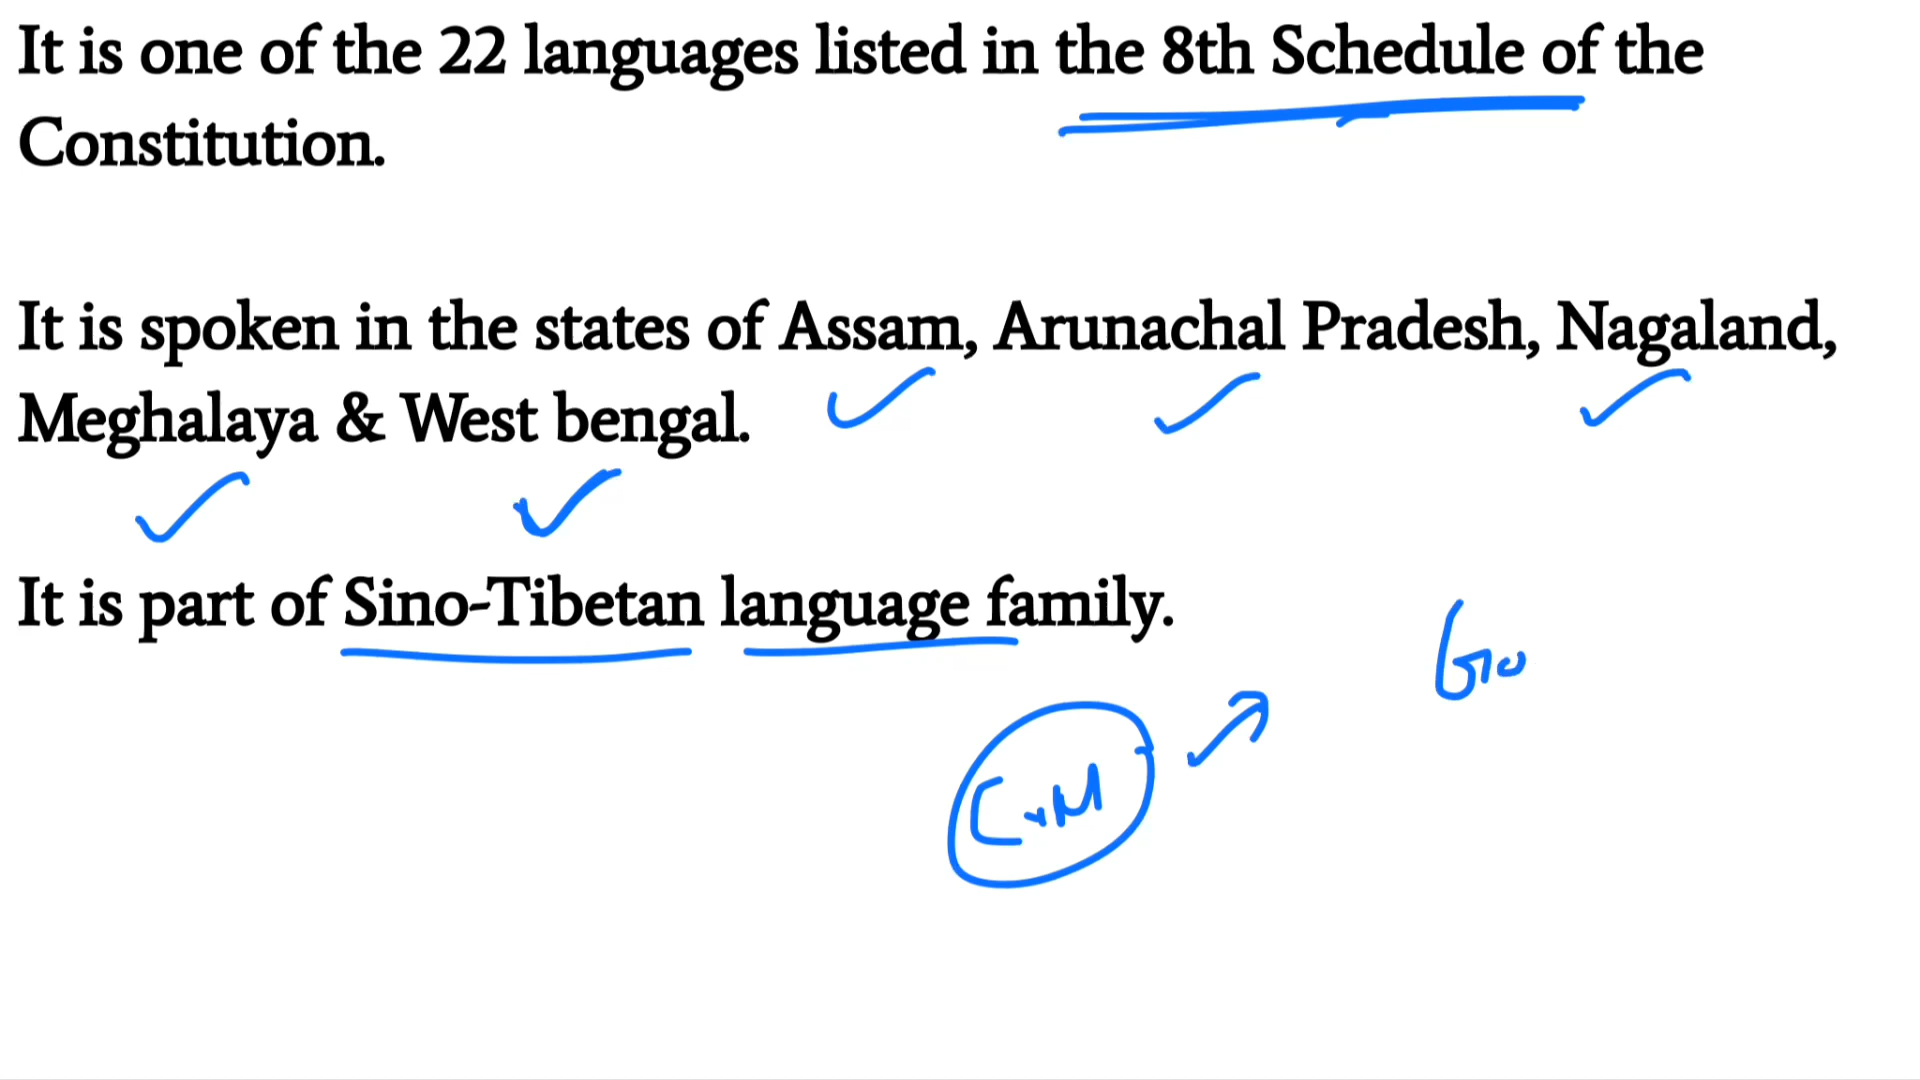 It is one of the 22 languages listed in the 8th Schedule of the
Constitution.
It is spoken in the states of Assam, Arunachal Pradesh, Nagaland,
Meghalaya & West bengal.
It is part of Sino-Tibetan language family.